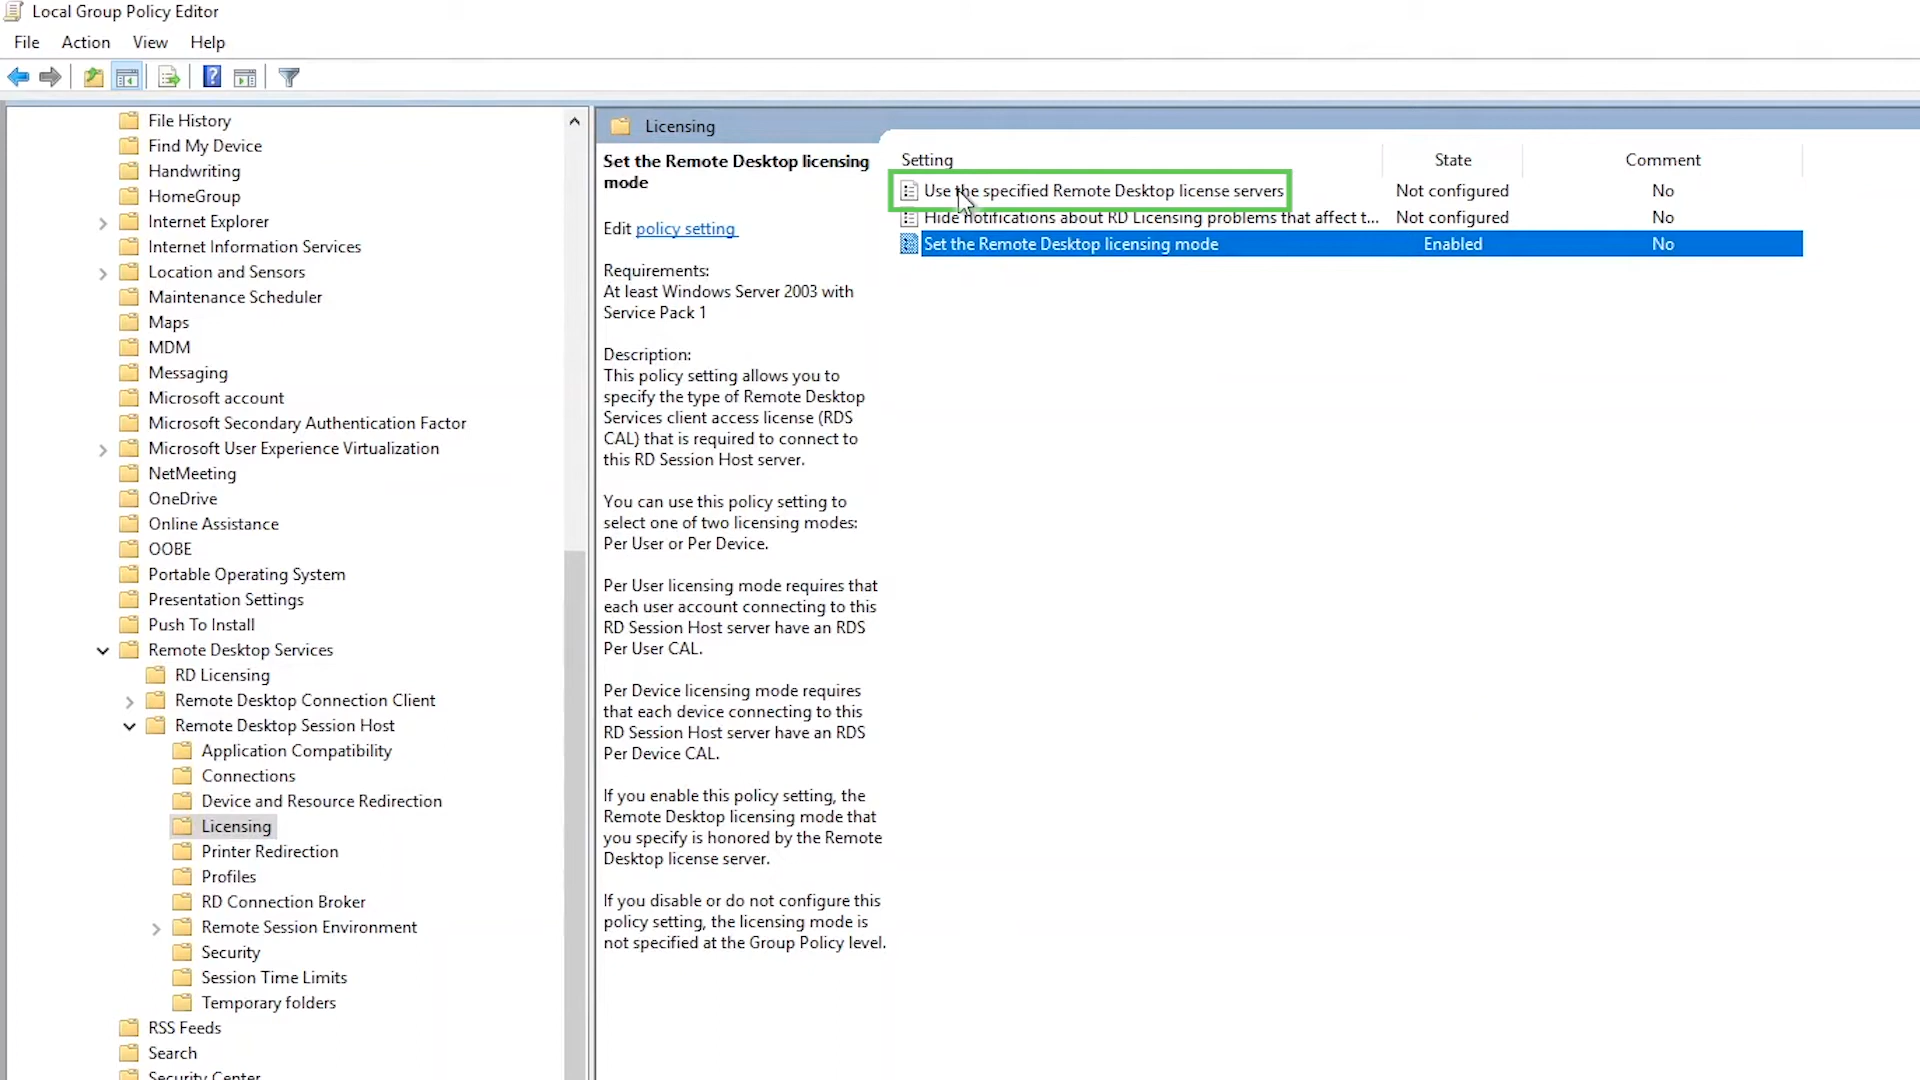 Local Group Policy Editor
File Action View Help
File History
Find My Device
Handwriting
HomeGroup
Internet Explorer
Internet Information Services
Location and Sensors
Maintenance Scheduler
Maps
MDM
Messaging
Microsoft account
Microsoft Secondary Authentication Factor
Microsoft User Experience Virtualization
NetMeeting
OneDrive
Online Assistance
OOBE
Portable Operating System
Presentation Settings
Push To Install
Remote Desktop Services
RD Licensing
Remote Desktop Connection Client
Remote Desktop Session Host
Application Compatibility
Connections
Device and Resource Redirection
Licensing
Printer Redirection
Profiles
RD Connection Broker
Remote Session Environment
Security
Session Time Limits
Temporary folders
RSS Feeds
Search
Security Center
Licensing
Set the Remote Desktop licensing
mode
Edit policy setting
Requirements:
At least Windows Server 2003 with
Service Pack 1
Description:
This policy setting allows you to
specify the type of Remote Desktop
Services client access license (RDS
CAL) that is required to connect to
this RD Session Host server.
You can use this policy setting to
select one of two licensing modes:
Per User or Per Device.
Per User licensing mode requires that
each user account connecting to this
RD Session Host server have an RDS
Per User CAL.
Per Device licensing mode requires
that each device connecting to this
RD Session Host server have an RDS
Per Device CAL.
If you enable this policy setting, the
Remote Desktop licensing mode that
you specify is honored by the Remote
Desktop license server.
If you disable or do not configure this
policy setting, the licensing mode is
not specified at the Group Policy level.
Setting State Comment
Use the specified Remote Desktop license servers Not configured No
Hide notifications about RD Licensing problems that affect t... Not configured No
Set the Remote Desktop licensing mode Enabled No